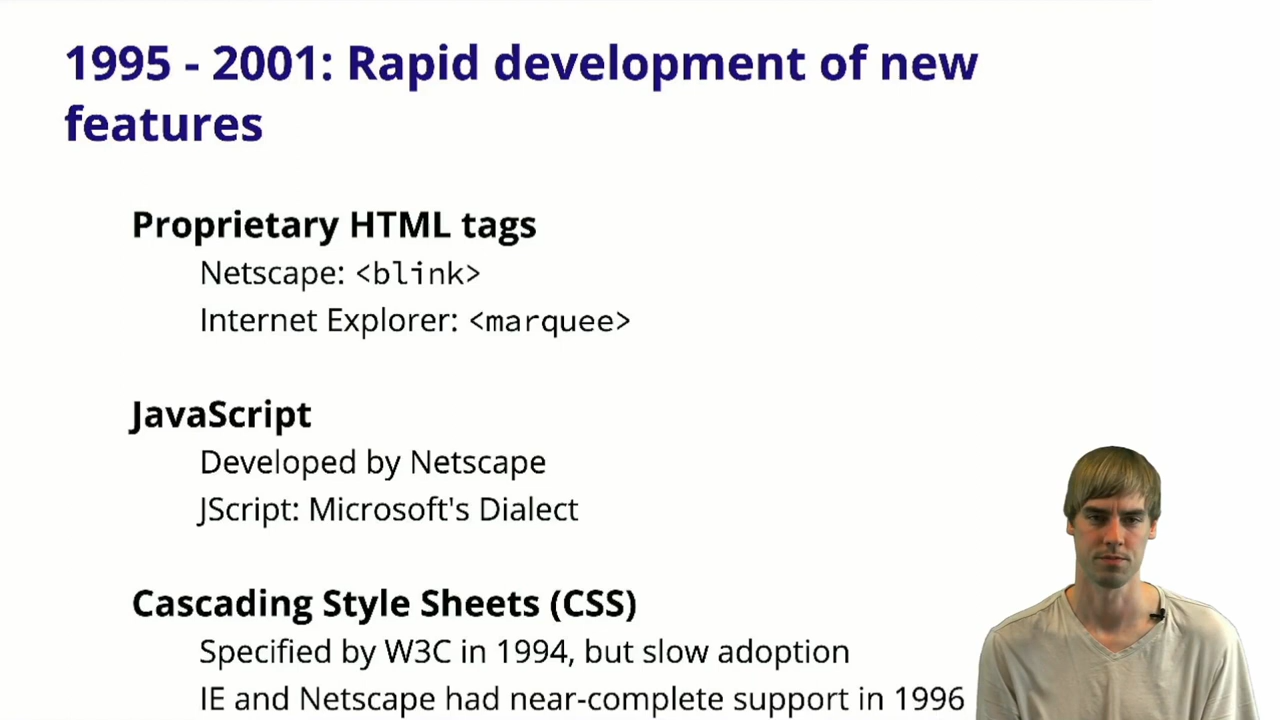 1995 - 2001: Rapid development of new
features
Proprietary HTML tags
Netscape: <blink>
Internet Explorer: <marquee>
JavaScript
Developed by Netscape
JScript: Microsoft's Dialect
Cascading Style Sheets (CSS)
Specified by W3C in 1994, but slow adoption
IE and Netscape had near-complete support in 1996